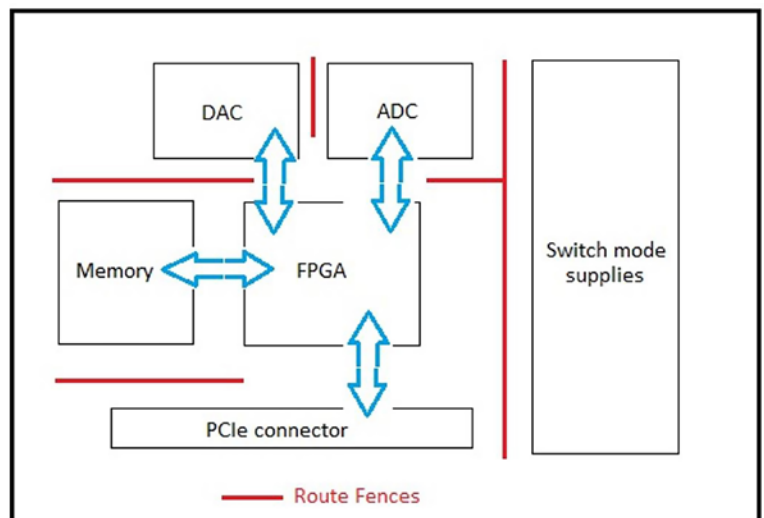 DAC
ADC
Memory
FPGA
Switch mode
supplies
PCIe connector
Route Fences